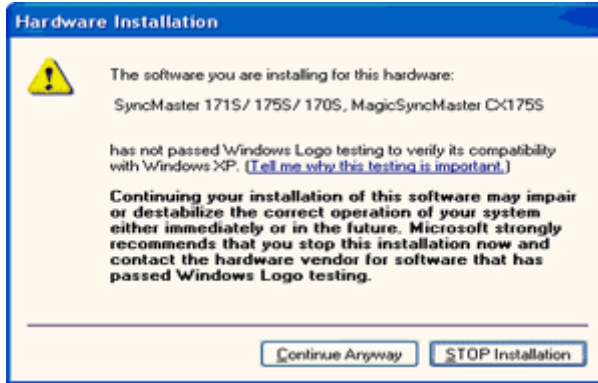 Hardware Installation
The software you are installing for this hardware:
SyncMaster 171S/ 175S/ 170S, MagicSyncMaster CX175S
has not passed Windows Logo testing to verify its compatibility
with Windows XP. (Tell me why this testing is important.)
Continuing your installation of this software may impair
or destabilize the correct operation of your system
either immediately or in the future. Microsoft strongly
recommends that you stop this installation now and
contact the hardware vendor for software that has
passed Windows Logo testing.
Continue Anyway
STOP Installation